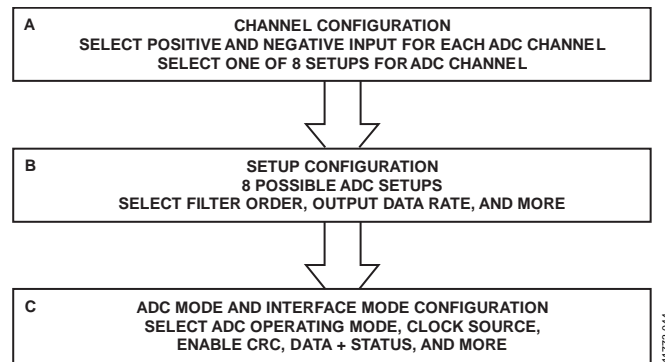 A
CHANNEL CONFIGURATION
SELECT POSITIVE AND NEGATIVE INPUT FOR EACH ADC CHANNEL
SELECT ONE OF 8 SETUPS FOR ADC CHANNEL
B
SETUP CONFIGURATION
8 POSSIBLE ADC SETUPS
SELECT FILTER ORDER, OUTPUT DATA RATE, AND MORE
C
ADC MODE AND INTERFACE MODE CONFIGURATION
SELECT ADC OPERATING MODE, CLOCK SOURCE,
ENABLE CRC, DATA + STATUS, AND MORE